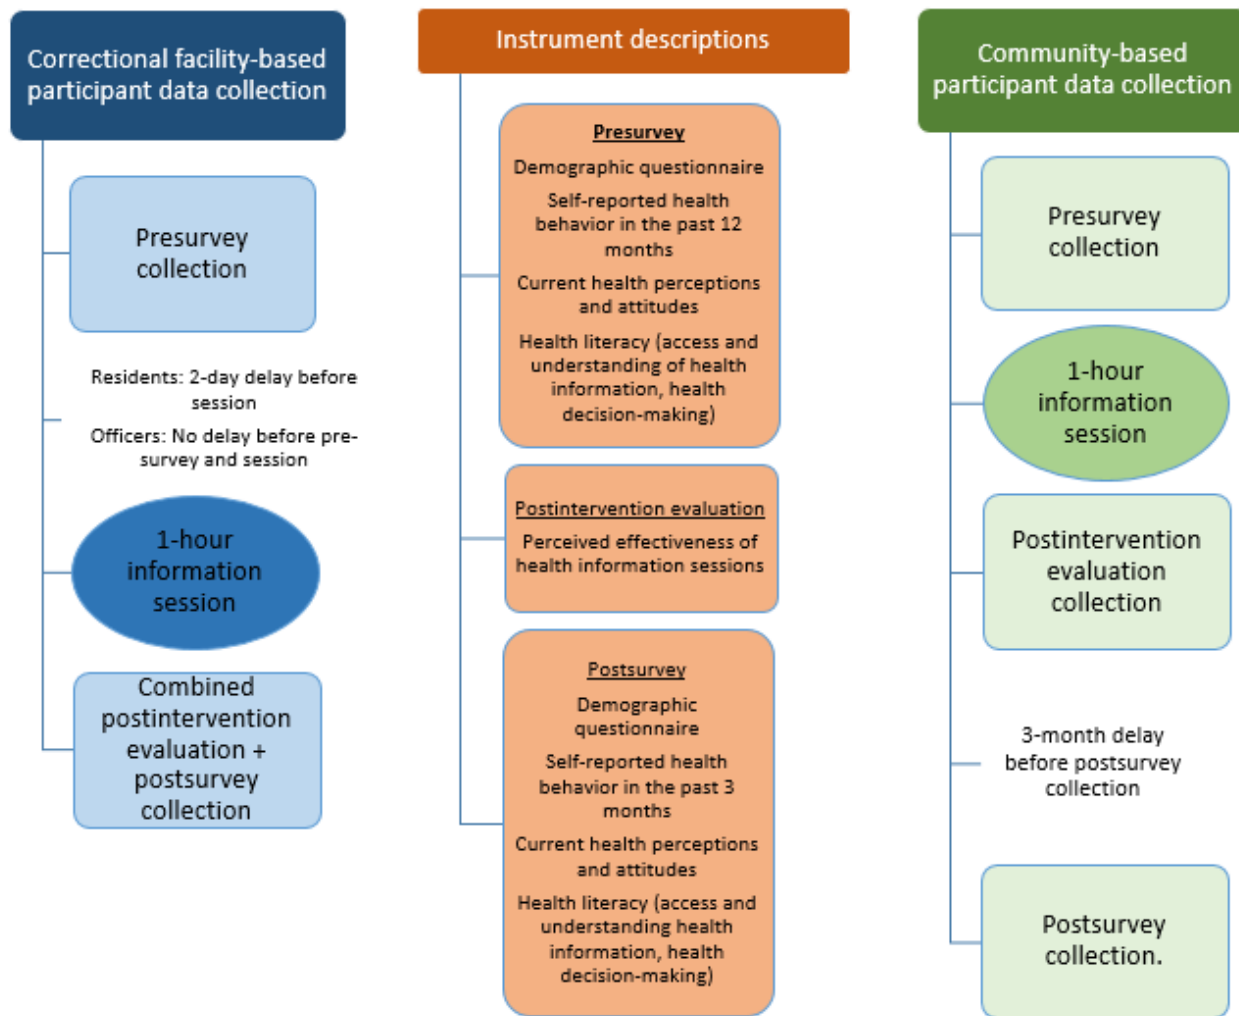 Correctional facility-based
participant data collection
Presurvey
collection
Residents: 2-day delay before
session
Officers: No delay before pre-
survey and session
1-hour
information
session
Combined
postintervention
evaluation +
postsurvey
collection
Instrument descriptions
Presurvey
Demographic questionnaire
Self-reported health
behavior in the past 12
months
Current health perceptions
and attitudes
Health literacy (access and
understanding of health
information, health
decision-making)
Postintervention evaluation
Perceived effectiveness of
health information sessions
Postsurvey
Demographic
questionnaire
Self-reported health
behavior in the past 3
months
Current health perceptions
and attitudes
Health literacy (access and
understanding health
information, health
decision-making)
Community-based
participant data collection
Presurvey
collection
1-hour
information
session
Postintervention
evaluation
collection
3-month delay
before postsurvey
collection
Postsurvey
collection.